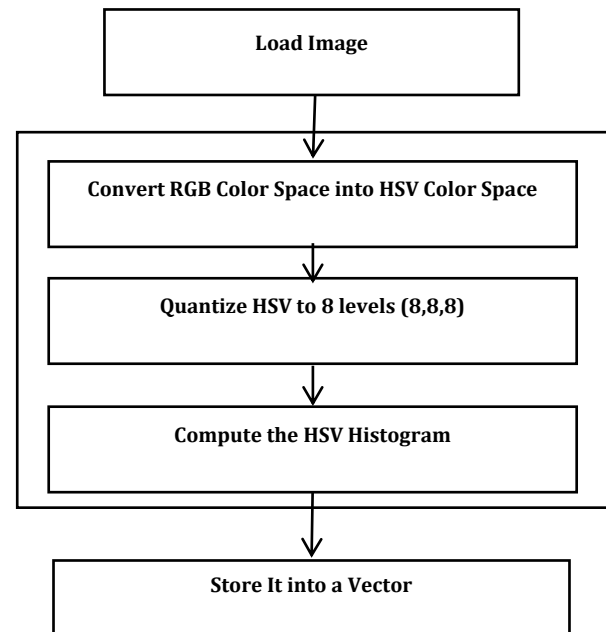 Load Image
Convert RGB Color Space into HSV Color Space
Quantize HSV to 8 levels (8,8,8)
Compute the HSV Histogram
Store It into a Vector